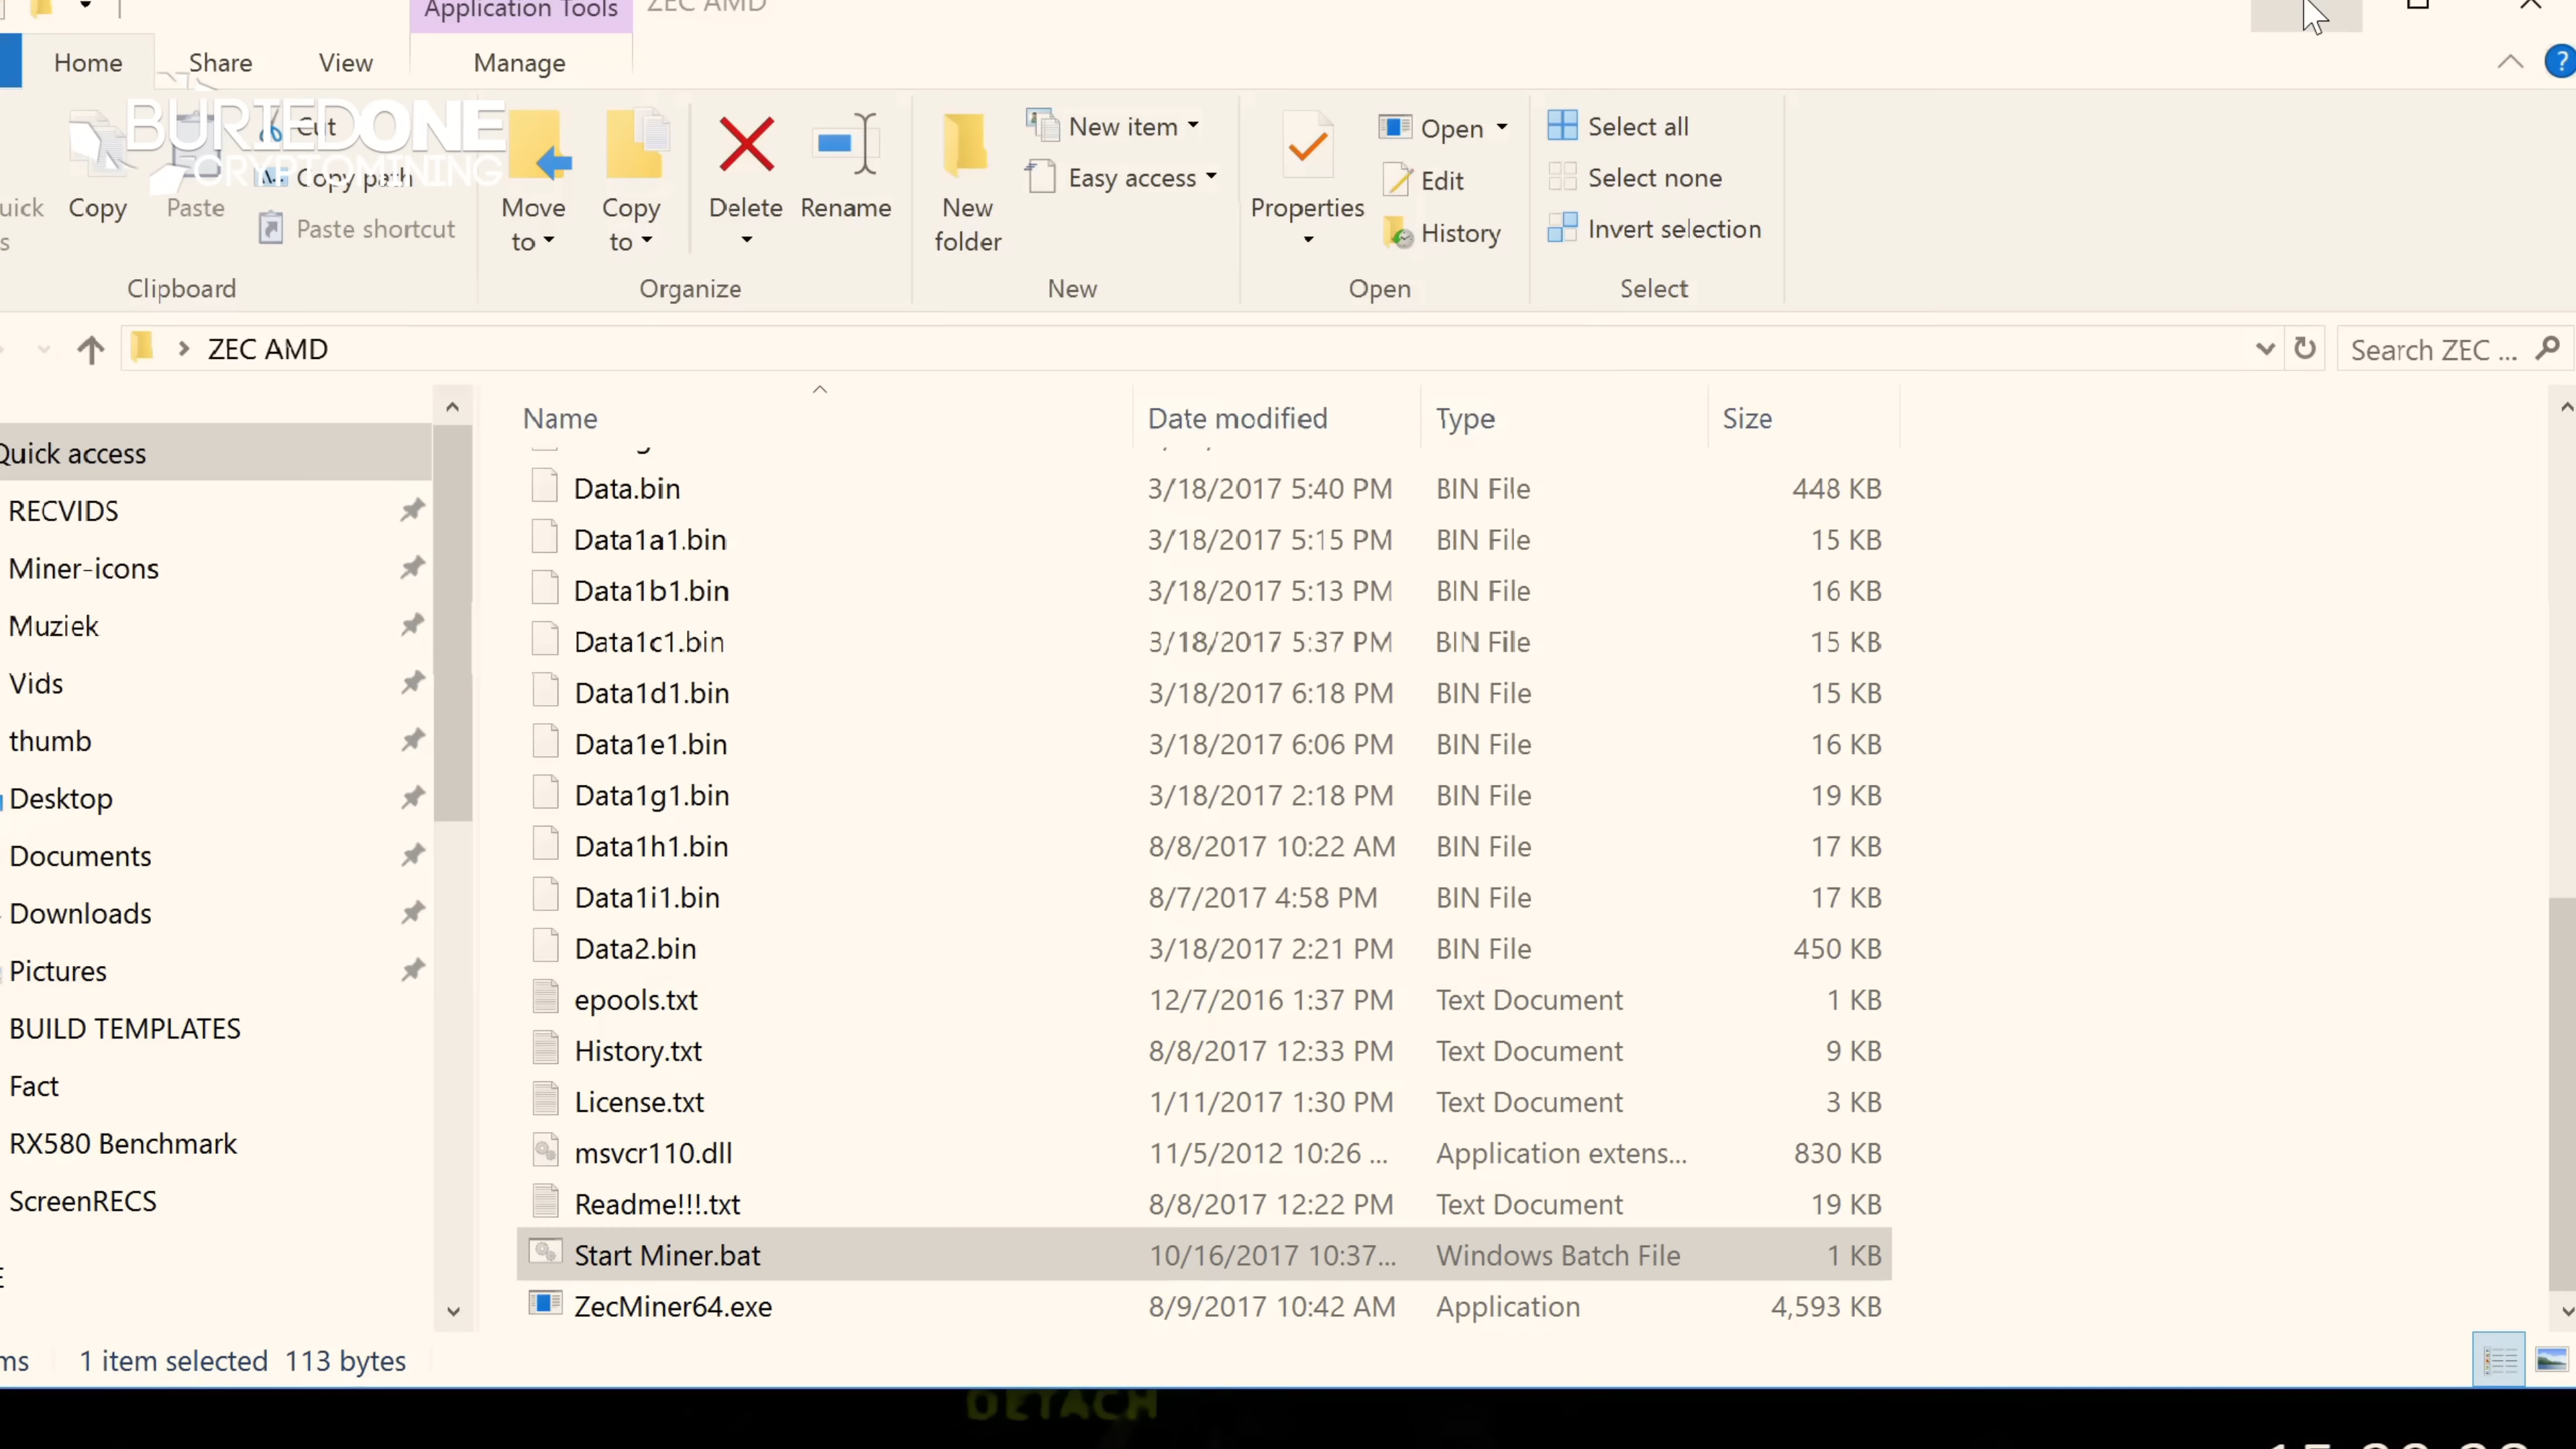 Application Tools ZEC AMD
Home Share View Manage
BURIEDONE
CRYPTOMINING
Cut
Copy path
Paste shortcut
Copy
Paste
Move to
Copy to
Delete
Rename
New folder
New item
Easy access
Properties
Open
Edit
History
Select all
Select none
Invert selection
Clipboard Organize New Open Select
ZEC AMD
Search ZEC ...
Quick access
RECVIDS
Miner-icons
Muziek
Vids
thumb
Desktop
Documents
Downloads
Pictures
BUILD TEMPLATES
Fact
RX580 Benchmark
ScreenRECS
Name Date modified Type Size
Data.bin 3/18/2017 5:40 PM BIN File 448 KB
Data1a1.bin 3/18/2017 5:15 PM BIN File 15 KB
Data1b1.bin 3/18/2017 5:13 PM BIN File 16 KB
Data1c1.bin 3/18/2017 5:37 PM BIN File 15 KB
Data1d1.bin 3/18/2017 6:18 PM BIN File 15 KB
Data1e1.bin 3/18/2017 6:06 PM BIN File 16 KB
Data1g1.bin 3/18/2017 2:18 PM BIN File 19 KB
Data1h1.bin 8/8/2017 10:22 AM BIN File 17 KB
Data1i1.bin 8/7/2017 4:58 PM BIN File 17 KB
Data2.bin 3/18/2017 2:21 PM BIN File 450 KB
epools.txt 12/7/2016 1:37 PM Text Document 1 KB
History.txt 8/8/2017 12:33 PM Text Document 9 KB
License.txt 1/11/2017 1:30 PM Text Document 3 KB
msvcr110.dll 11/5/2012 10:26 ... Application extens... 830 KB
Readme!!!.txt 8/8/2017 12:22 PM Text Document 19 KB
Start Miner.bat 10/16/2017 10:37... Windows Batch File 1 KB
ZecMiner64.exe 8/9/2017 10:42 AM Application 4,593 KB
1 item selected 113 bytes
DETACH